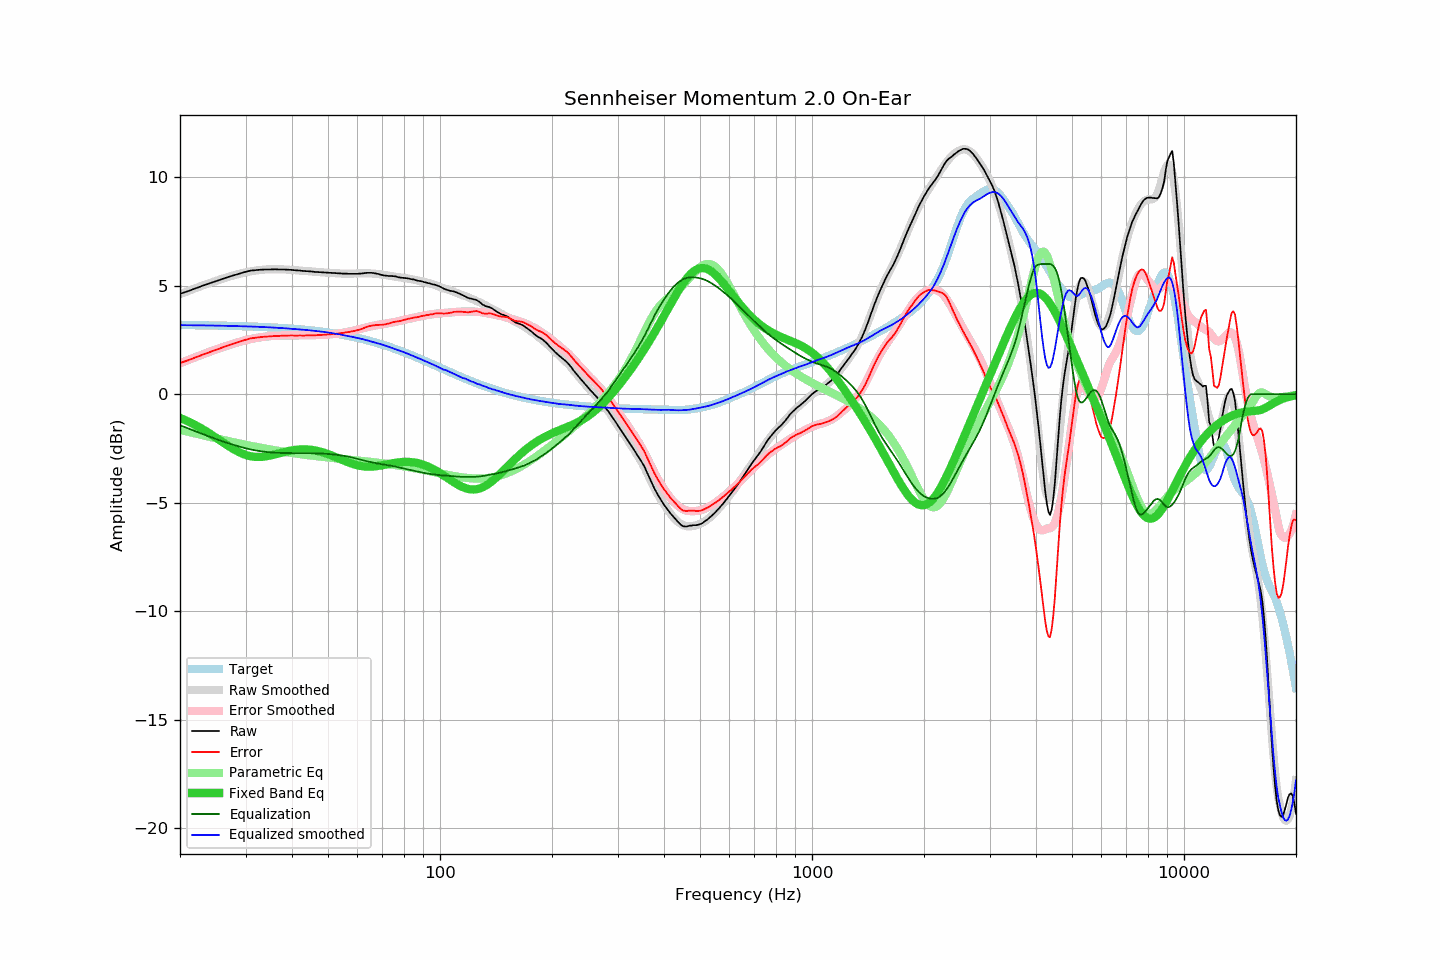 Sennheiser Momentum 2.0 On-Ear
10
5
0
−5
−10
−15
−20
Amplitude (dBr)
Target
Raw Smoothed
Error Smoothed
Raw
Error
Parametric Eq
Fixed Band Eq
Equalization
Equalized smoothed
100 1000 10000
Frequency (Hz)